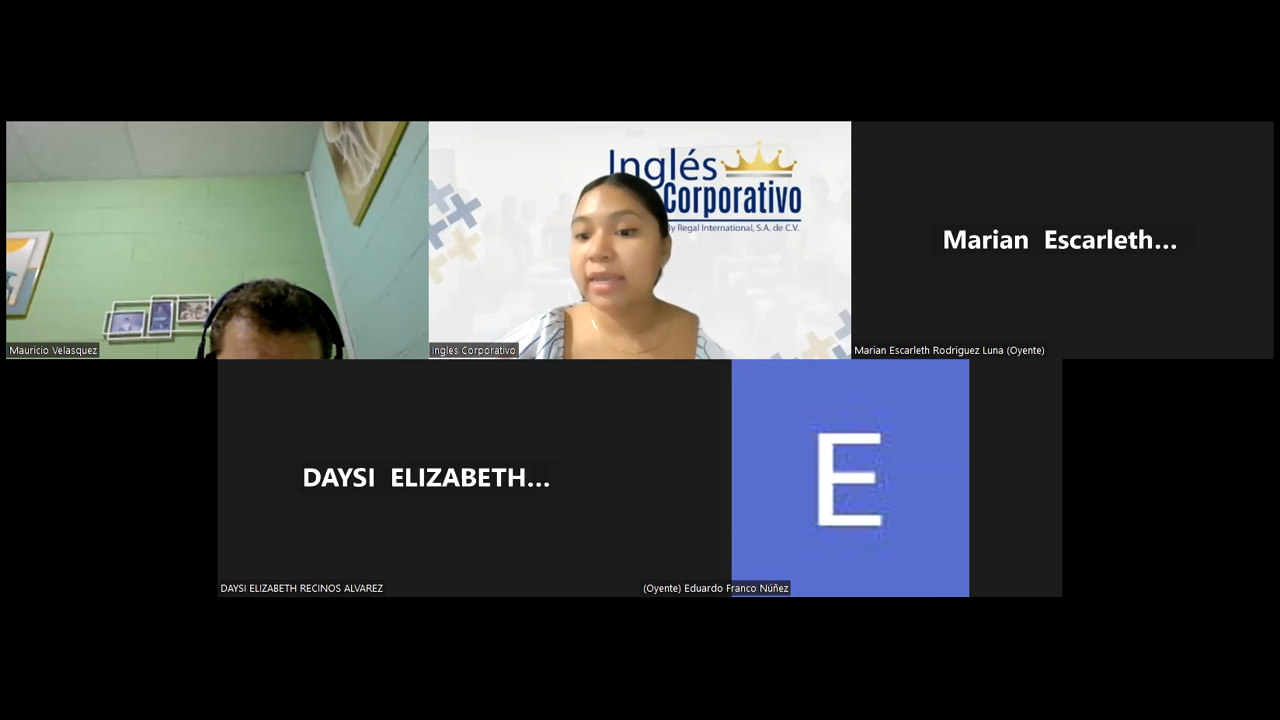 Inglés
Corporativo
By Regal International, S.A. de C.V.
Marian Escarleth...
Mauricio Velasquez
Ingles Corporativo
Marian Escarleth Rodriguez Luna (Oyente)
DAYSI ELIZABETH...
E
DAYSI ELIZABETH RECINOS ALVAREZ
(Oyente) Eduardo Franco Núñez